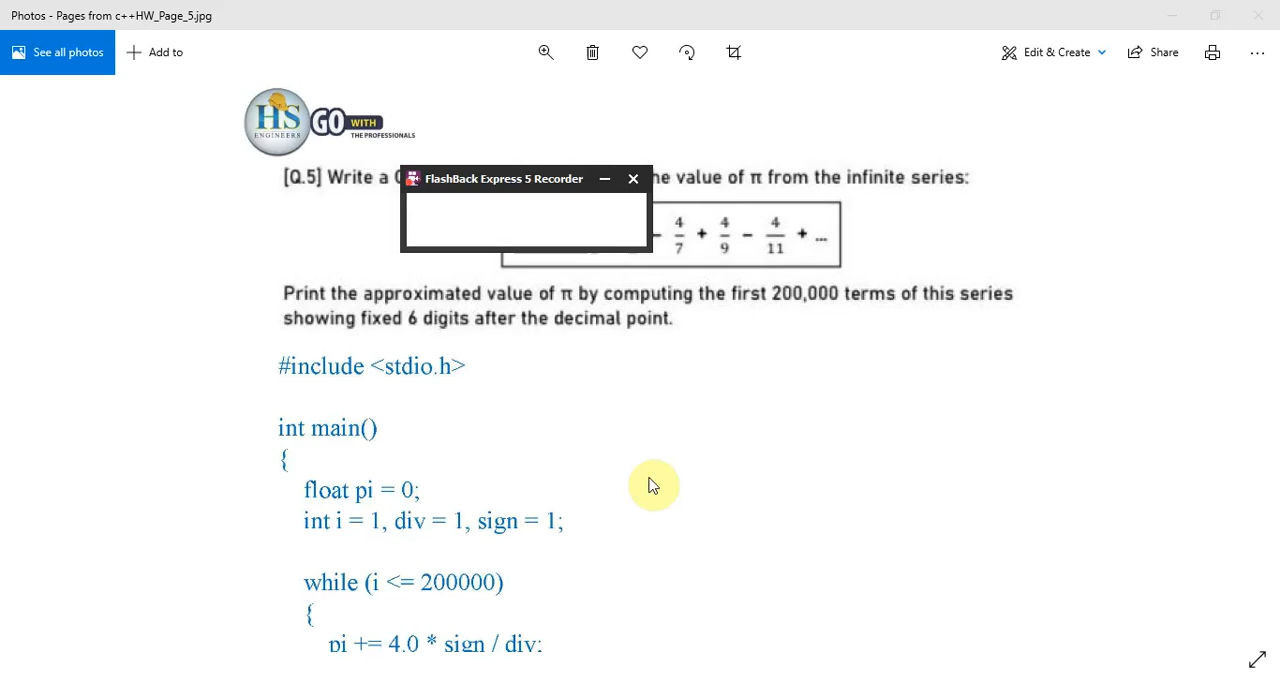 Photos - Pages from c++HW_Page_5.jpg
See all photos
Add to
Edit & Create
Share
HS
ENGINEERS
GO WITH
THE PROFESSIONALS
[Q.5] Write a
he value of π from the infinite series:
FlashBack Express 5 Recorder
- 4/7 + 4/9 - 4/11 + ...
Print the approximated value of π by computing the first 200,000 terms of this series
showing fixed 6 digits after the decimal point.
#include <stdio.h>
int main()
{
float pi = 0;
int i = 1, div = 1, sign = 1;
while (i <= 200000)
{
pi += 4.0 * sign / div;